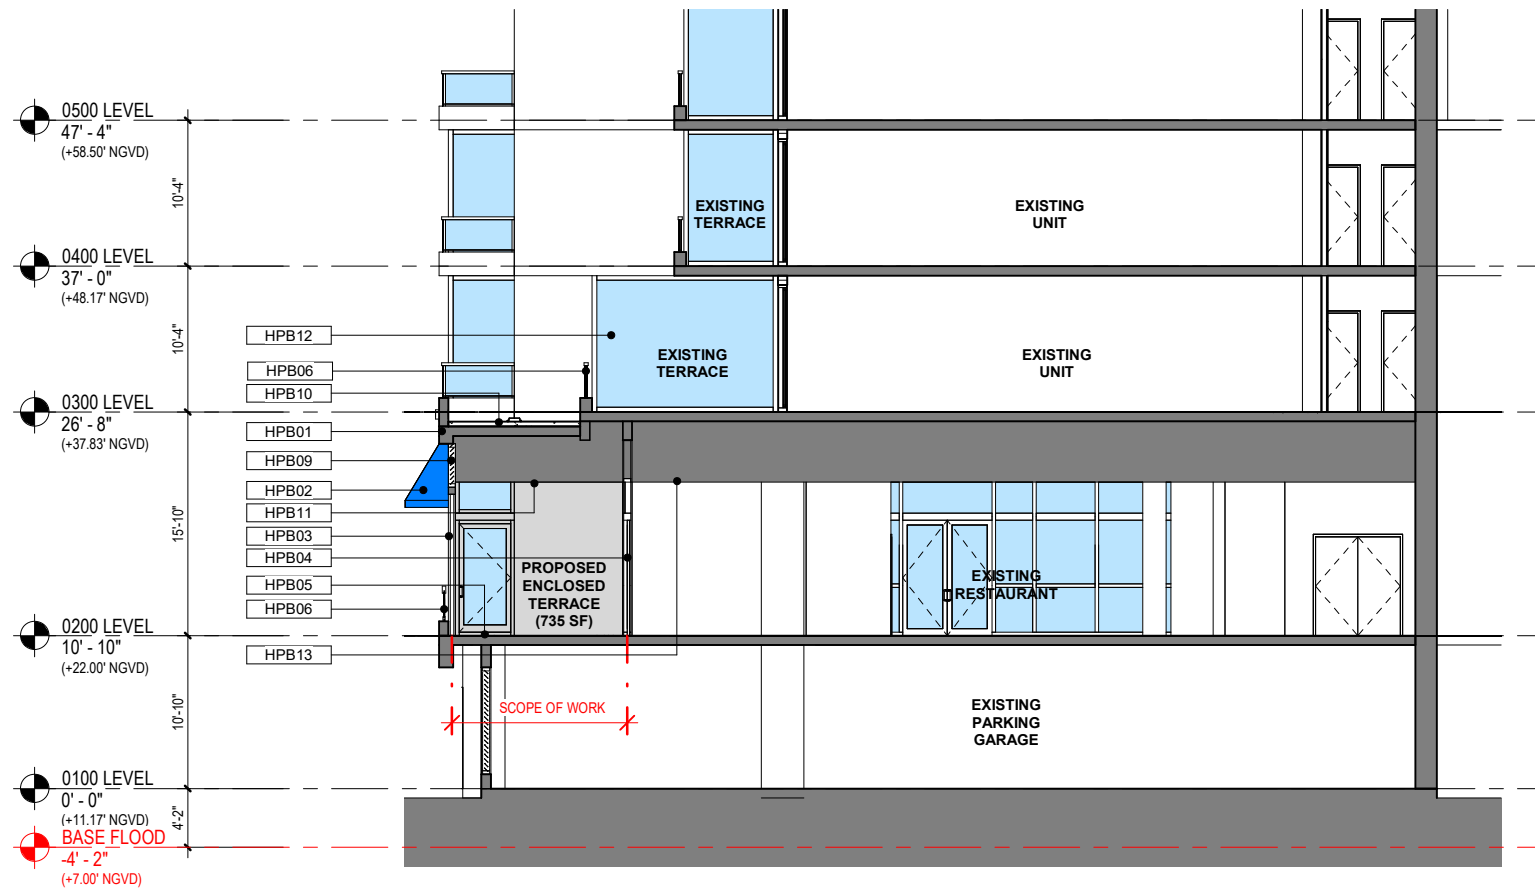 0500 LEVEL
47' - 4"
(+58.50' NGVD)
10'-4"
EXISTING
TERRACE
EXISTING
UNIT
0400 LEVEL
37' - 0"
(+48.17' NGVD)
10'-4"
HPB12
HPB06
HPB10
EXISTING
TERRACE
EXISTING
UNIT
0300 LEVEL
26' - 8"
(+37.83' NGVD)
HPB01
HPB09
HPB02
HPB11
HPB03
HPB04
HPB05
HPB06
15'-10"
PROPOSED
ENCLOSED
TERRACE
(735 SF)
EXISTING
RESTAURANT
0200 LEVEL
10' - 10"
(+22.00' NGVD)
HPB13
10'-10"
SCOPE OF WORK
EXISTING
PARKING
GARAGE
0100 LEVEL
0' - 0"
(+11.17' NGVD)
4'-2"
BASE FLOOD
-4' - 2"
(+7.00' NGVD)